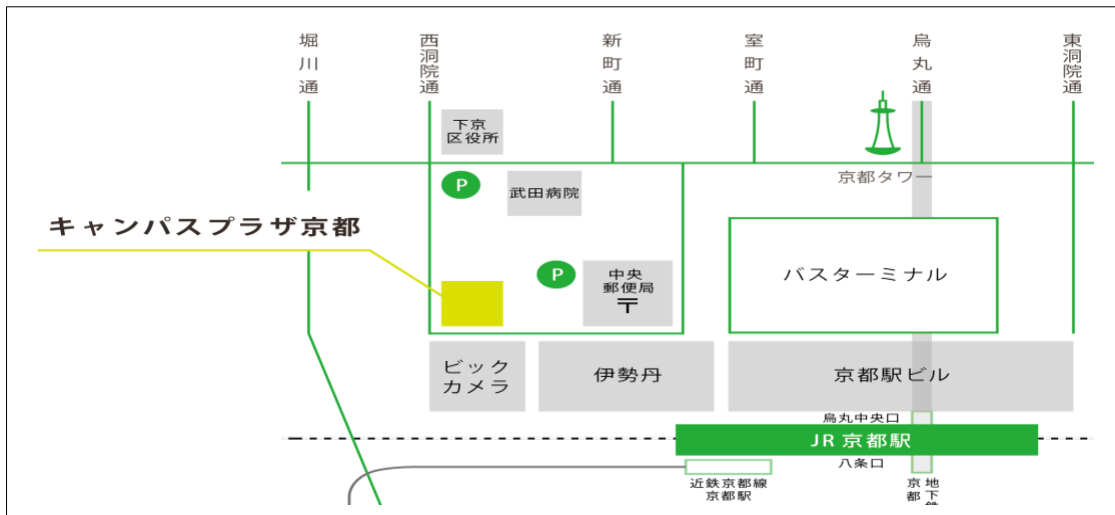 堀川通
西洞院通
新町通
室町通
烏丸通
東洞院通
下京
区役所
P
武田病院
京都タワー
キャンパスプラザ京都
P
中央
郵便局
〒
バスターミナル
ビック
カメラ
伊勢丹
京都駅ビル
烏丸中央口
JR 京都駅
八条口
近鉄京都線
京都駅
地下鉄
京都